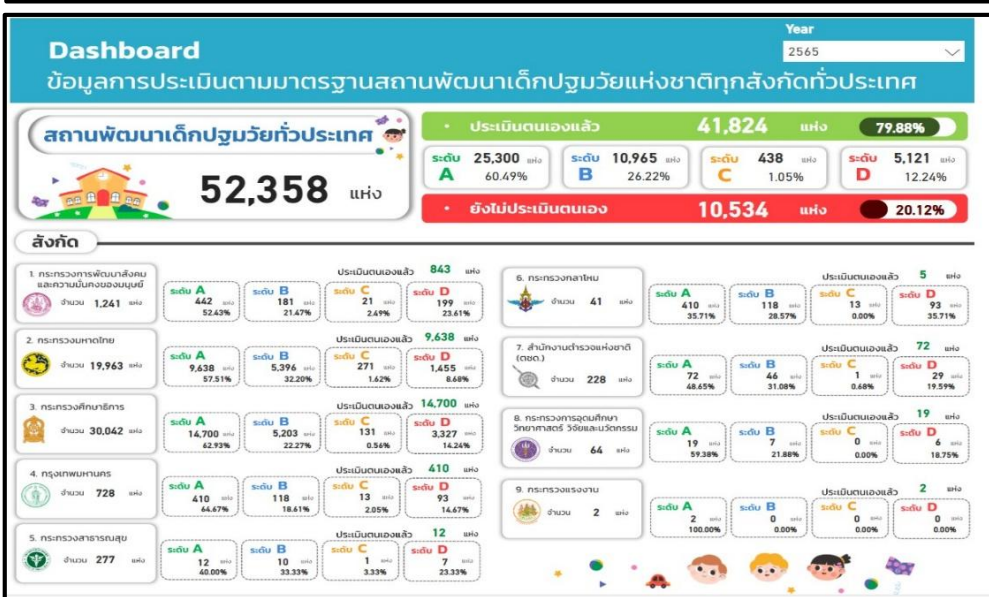 Dashboard
Year
2565
ข้อมูลการประเมินตามมาตรฐานสถานพัฒนาเด็กปฐมวัยแห่งชาติทุกสังกัดทั่วประเทศ
สถานพัฒนาเด็กปฐมวัยทั่วประเทศ
52,358 แห่ง
• ประเมินตนเองแล้ว 41,824 แห่ง 79.88%
ระดับ A 25,300 แห่ง 60.49%
ระดับ B 10,965 แห่ง 26.22%
ระดับ C 438 แห่ง 1.05%
ระดับ D 5,121 แห่ง 12.24%
• ยังไม่ประเมินตนเอง 10,534 แห่ง 20.12%
สังกัด
1. กระทรวงการพัฒนาสังคม
และความมั่นคงของมนุษย์
จำนวน 1,241 แห่ง
ประเมินตนเองแล้ว 843 แห่ง
ระดับ A 442 แห่ง 52.43%
ระดับ B 181 แห่ง 21.47%
ระดับ C 21 แห่ง 2.49%
ระดับ D 199 แห่ง 23.61%
2. กระทรวงมหาดไทย
จำนวน 19,963 แห่ง
ประเมินตนเองแล้ว 9,638 แห่ง
ระดับ A 9,638 แห่ง 57.51%
ระดับ B 5,396 แห่ง 32.20%
ระดับ C 271 แห่ง 1.62%
ระดับ D 1,455 แห่ง 8.68%
3. กระทรวงศึกษาธิการ
จำนวน 30,042 แห่ง
ประเมินตนเองแล้ว 14,700 แห่ง
ระดับ A 14,700 แห่ง 62.93%
ระดับ B 5,203 แห่ง 22.27%
ระดับ C 131 แห่ง 0.56%
ระดับ D 3,327 แห่ง 14.24%
4. กรุงเทพมหานคร
จำนวน 728 แห่ง
ประเมินตนเองแล้ว 410 แห่ง
ระดับ A 410 แห่ง 64.67%
ระดับ B 118 แห่ง 18.61%
ระดับ C 13 แห่ง 2.05%
ระดับ D 93 แห่ง 14.67%
5. กระทรวงสาธารณสุข
จำนวน 277 แห่ง
ประเมินตนเองแล้ว 12 แห่ง
ระดับ A 12 แห่ง 40.00%
ระดับ B 10 แห่ง 33.33%
ระดับ C 1 แห่ง 3.33%
ระดับ D 7 แห่ง 23.33%
6. กระทรวงกลาโหม
จำนวน 41 แห่ง
ประเมินตนเองแล้ว 5 แห่ง
ระดับ A 410 แห่ง 35.71%
ระดับ B 118 แห่ง 28.57%
ระดับ C 13 แห่ง 0.00%
ระดับ D 93 แห่ง 35.71%
7. สำนักงานตำรวจแห่งชาติ
(ตชด.)
จำนวน 228 แห่ง
ประเมินตนเองแล้ว 72 แห่ง
ระดับ A 72 แห่ง 48.65%
ระดับ B 46 แห่ง 31.08%
ระดับ C 1 แห่ง 0.68%
ระดับ D 29 แห่ง 19.59%
8. กระทรวงการอุดมศึกษา
วิทยาศาสตร์ วิจัยและนวัตกรรม
จำนวน 64 แห่ง
ประเมินตนเองแล้ว 19 แห่ง
ระดับ A 19 แห่ง 59.38%
ระดับ B 7 แห่ง 21.88%
ระดับ C 0 แห่ง 0.00%
ระดับ D 6 แห่ง 18.75%
9. กระทรวงแรงงาน
จำนวน 2 แห่ง
ประเมินตนเองแล้ว 2 แห่ง
ระดับ A 2 แห่ง 100.00%
ระดับ B 0 แห่ง 0.00%
ระดับ C 0 แห่ง 0.00%
ระดับ D 0 แห่ง 0.00%